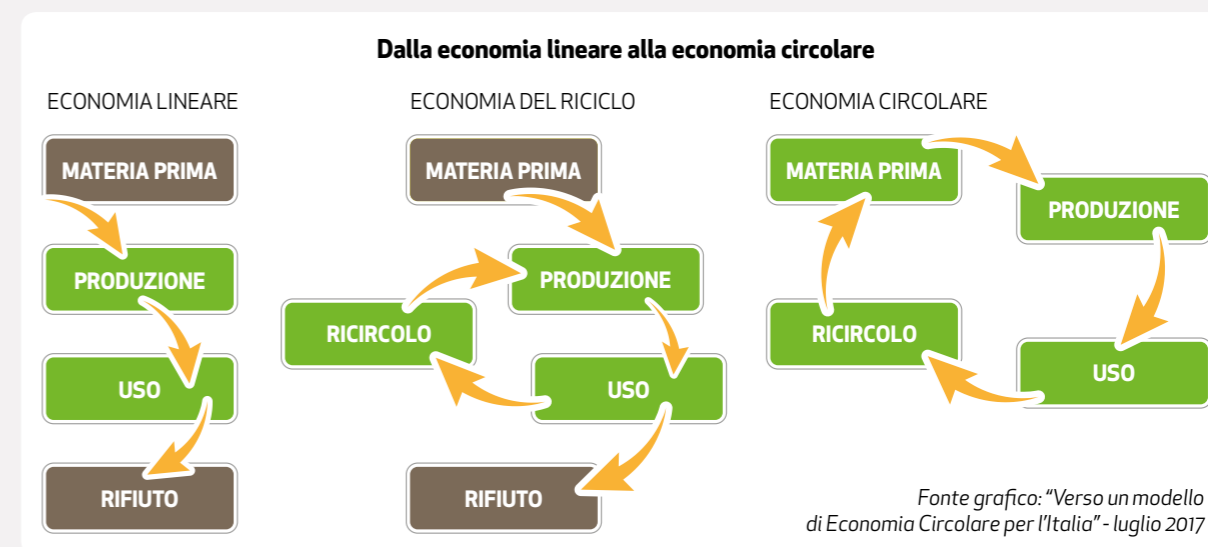 Dalla economia lineare alla economia circolare
ECONOMIA LINEARE
MATERIA PRIMA
PRODUZIONE
USO
RIFIUTO
ECONOMIA DEL RICICLO
MATERIA PRIMA
PRODUZIONE
RICIRCOLO
USO
RIFIUTO
ECONOMIA CIRCOLARE
MATERIA PRIMA
PRODUZIONE
RICIRCOLO
USO
Fonte grafico: “Verso un modello
di Economia Circolare per l’Italia” - luglio 2017